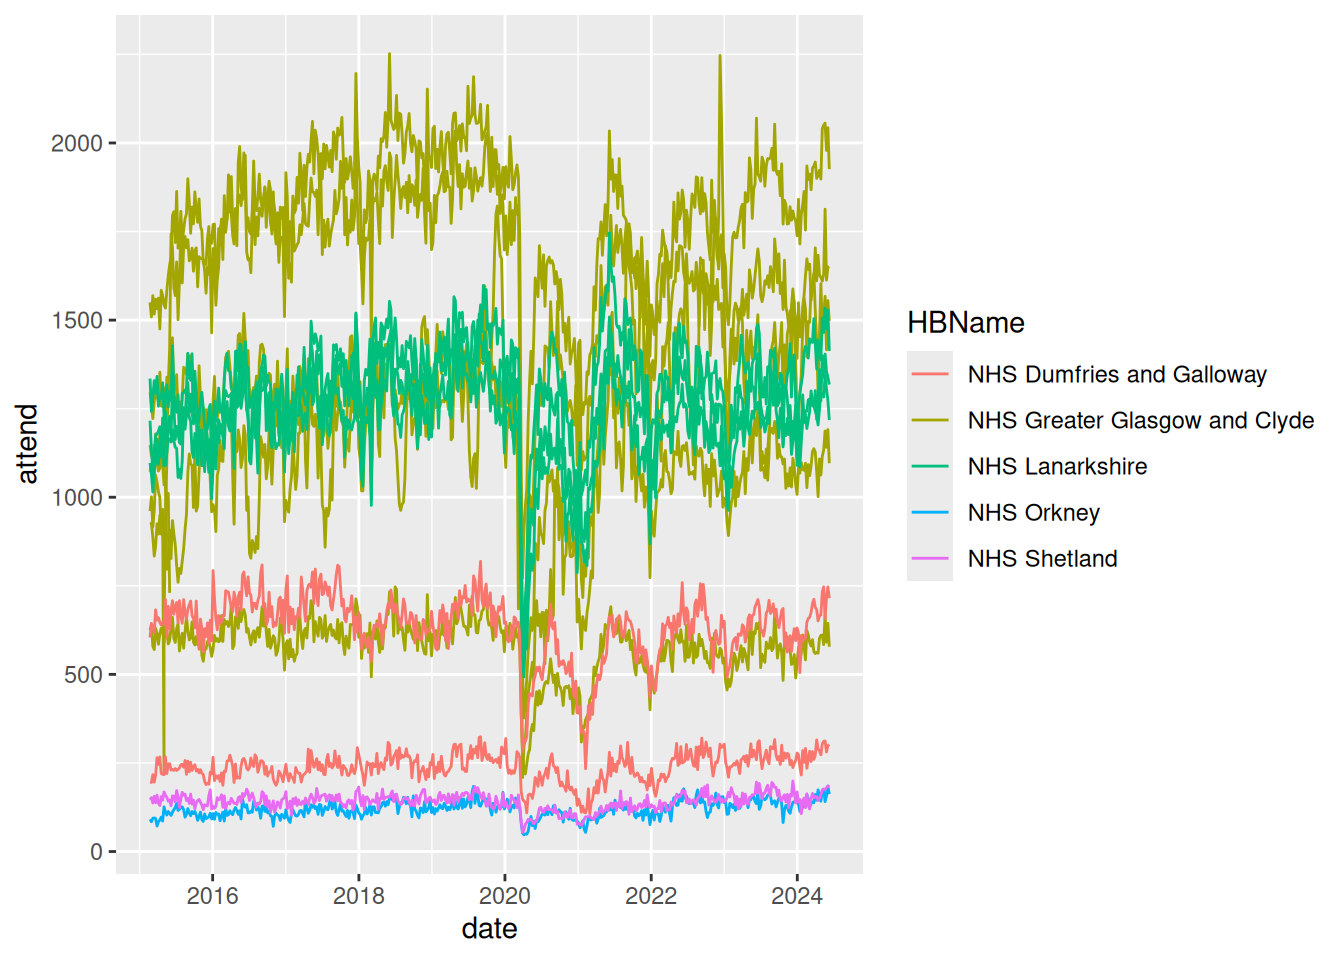 2000
1500
1000
500
0
attend
2016
2018
2020
2022
2024
date
HBName
NHS Dumfries and Galloway
NHS Greater Glasgow and Clyde
NHS Lanarkshire
NHS Orkney
NHS Shetland